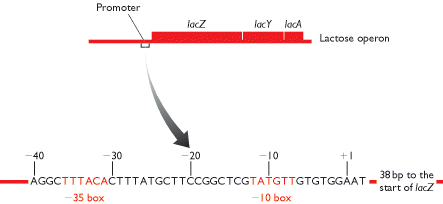 Promoter
lacZ lacY lacA
Lactose operon
−40 −30 −20 −10 +1
AGGCTTTACACTTTATGCTTCCGGCTCGTATGTTGTGTGGAAT
38 bp to the
start of lacZ
−35 box −10 box